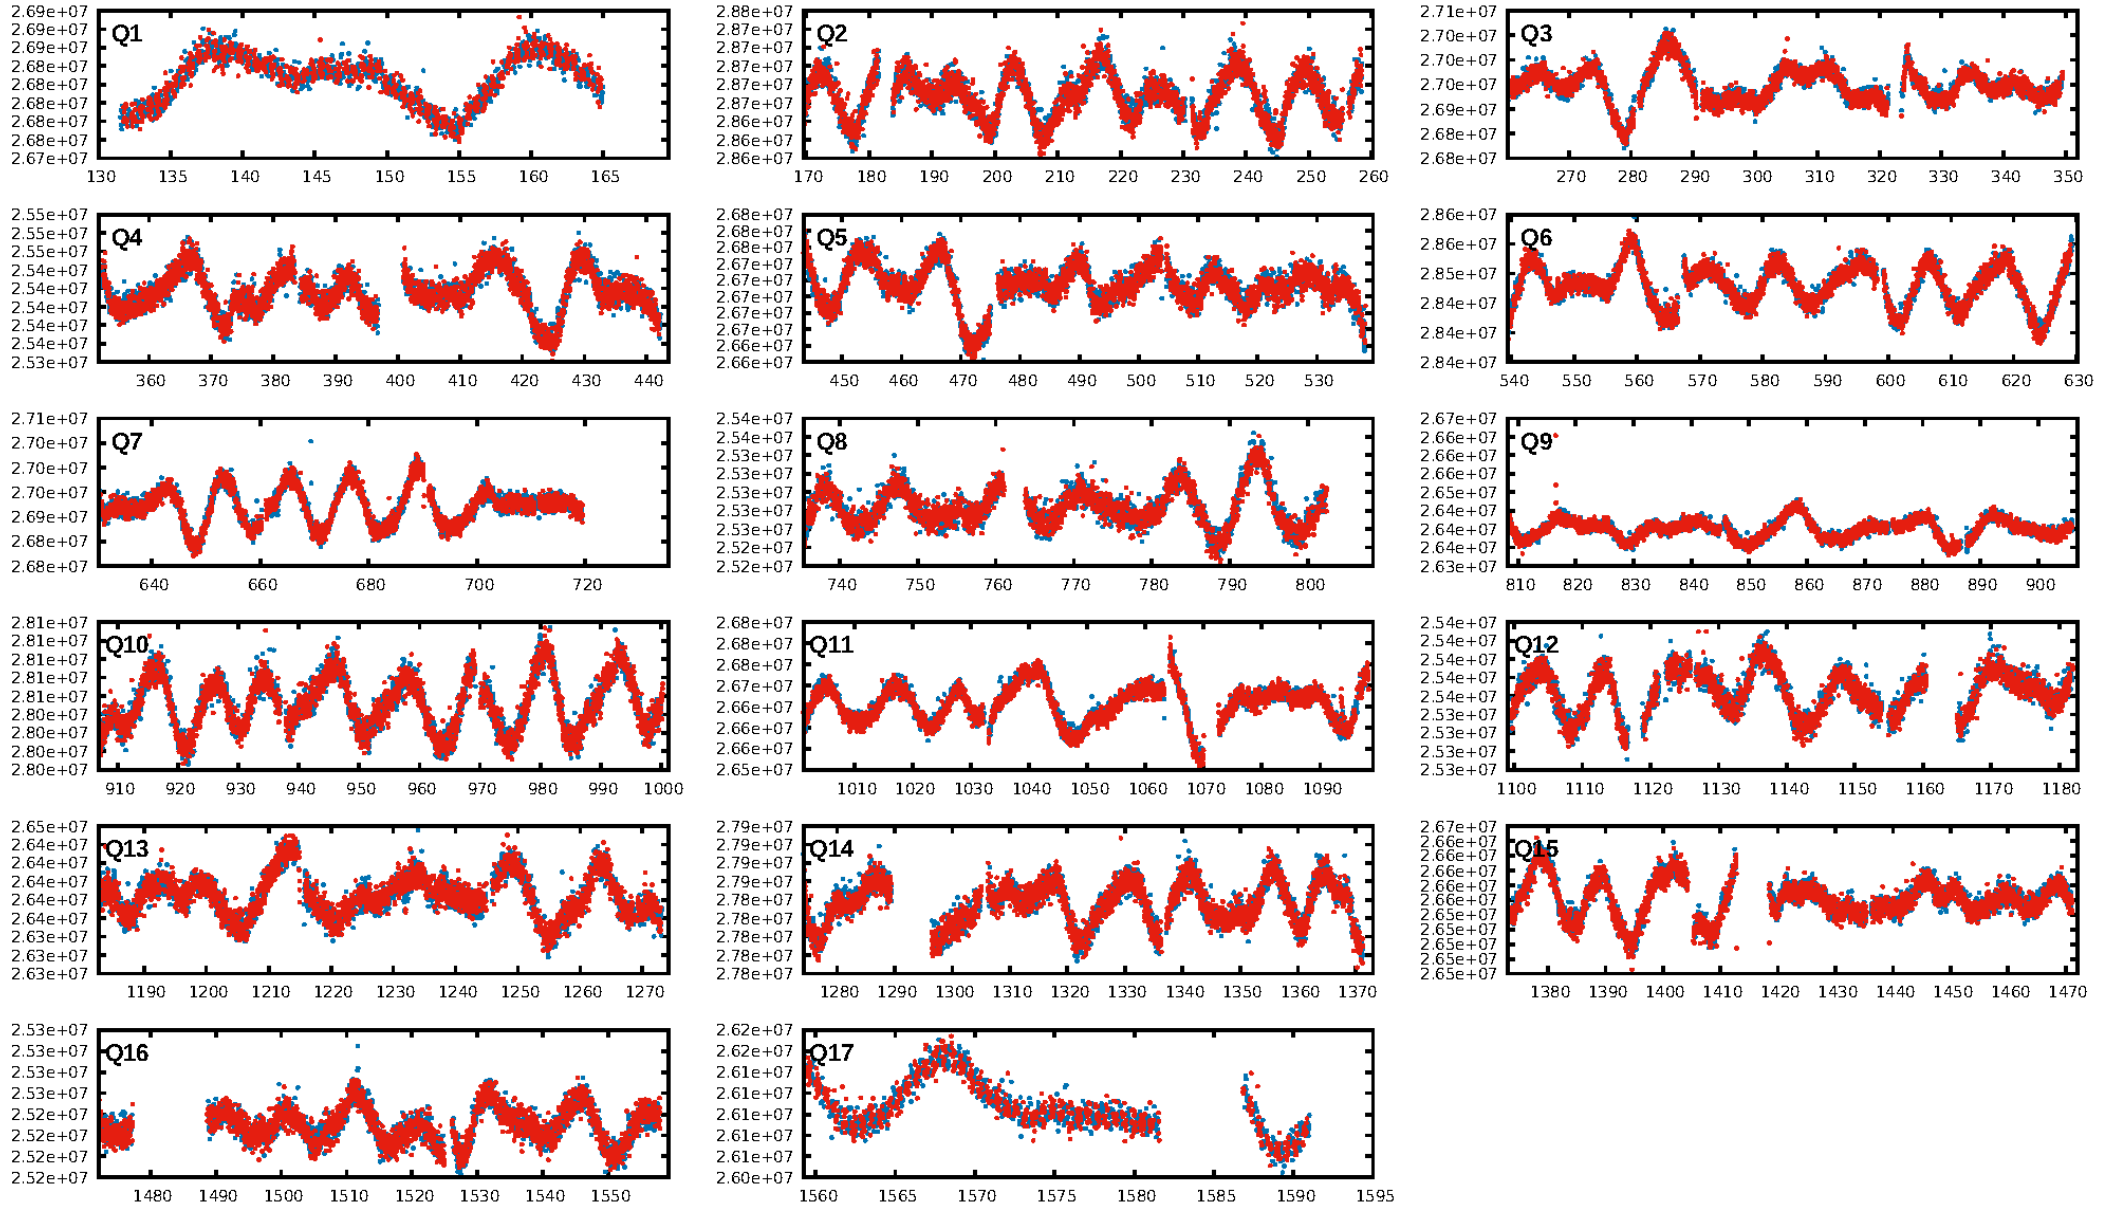 2.69e+07
2.69e+07
2.69e+07
2.68e+07
2.68e+07
2.68e+07
2.68e+07
2.68e+07
2.67e+07
Q1
130 135 140 145 150 155 160 165
2.88e+07
2.87e+07
2.87e+07
2.87e+07
2.87e+07
2.87e+07
2.86e+07
2.86e+07
2.86e+07
Q2
170 180 190 200 210 220 230 240 250 260
2.71e+07
2.70e+07
2.70e+07
2.70e+07
2.69e+07
2.68e+07
2.68e+07
Q3
270 280 290 300 310 320 330 340 350
2.55e+07
2.55e+07
2.55e+07
2.54e+07
2.54e+07
2.54e+07
2.54e+07
2.54e+07
2.53e+07
Q4
360 370 380 390 400 410 420 430 440
2.68e+07
2.68e+07
2.68e+07
2.67e+07
2.67e+07
2.67e+07
2.67e+07
2.67e+07
2.66e+07
2.66e+07
Q5
450 460 470 480 490 500 510 520 530
2.86e+07
2.86e+07
2.85e+07
2.84e+07
2.84e+07
2.84e+07
Q6
540 550 560 570 580 590 600 610 620 630
2.71e+07
2.70e+07
2.70e+07
2.70e+07
2.69e+07
2.68e+07
2.68e+07
Q7
640 660 680 700 720
2.54e+07
2.54e+07
2.53e+07
2.53e+07
2.53e+07
2.53e+07
2.53e+07
2.52e+07
2.52e+07
Q8
740 750 760 770 780 790 800
2.67e+07
2.66e+07
2.66e+07
2.66e+07
2.65e+07
2.64e+07
2.64e+07
2.64e+07
2.63e+07
Q9
810 820 830 840 850 860 870 880 890 900
2.81e+07
2.81e+07
2.81e+07
2.81e+07
2.81e+07
2.80e+07
2.80e+07
2.80e+07
2.80e+07
Q10
910 920 930 940 950 960 970 980 990 1000
2.68e+07
2.68e+07
2.68e+07
2.67e+07
2.66e+07
2.66e+07
2.66e+07
2.65e+07
Q11
1010 1020 1030 1040 1050 1060 1070 1080 1090
2.54e+07
2.54e+07
2.54e+07
2.54e+07
2.54e+07
2.53e+07
2.53e+07
2.53e+07
2.53e+07
Q12
1100 1110 1120 1130 1140 1150 1160 1170 1180
2.65e+07
2.64e+07
2.64e+07
2.64e+07
2.64e+07
2.64e+07
2.63e+07
2.63e+07
2.63e+07
Q13
1190 1200 1210 1220 1230 1240 1250 1260 1270
2.79e+07
2.79e+07
2.79e+07
2.79e+07
2.78e+07
2.78e+07
2.78e+07
2.78e+07
2.78e+07
Q14
1280 1290 1300 1310 1320 1330 1340 1350 1360 1370
2.67e+07
2.66e+07
2.66e+07
2.66e+07
2.66e+07
2.66e+07
2.65e+07
2.65e+07
2.65e+07
2.65e+07
2.65e+07
Q15
1380 1390 1400 1410 1420 1430 1440 1450 1460 1470
2.53e+07
2.53e+07
2.53e+07
2.53e+07
2.52e+07
2.52e+07
2.52e+07
2.52e+07
Q16
1480 1490 1500 1510 1520 1530 1540 1550
2.62e+07
2.62e+07
2.61e+07
2.61e+07
2.61e+07
2.61e+07
2.61e+07
2.60e+07
Q17
1560 1565 1570 1575 1580 1585 1590 1595